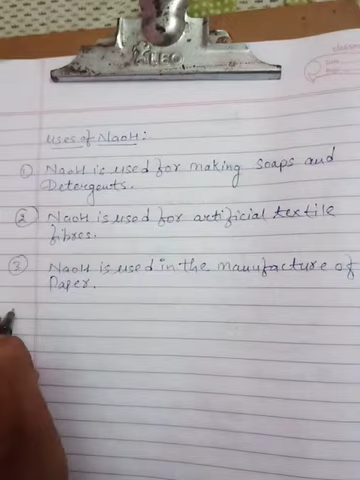 KLEO
uses of NaOH:
① NaOH is used for making soaps and
Detergents.
② NaOH is used for artificial textile
fibres.
③ NaOH is used in the manufacture of
Paper.